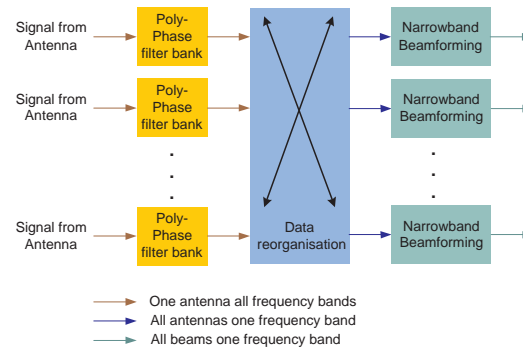 Signal from
Antenna
Poly-
Phase
filter bank
Narrowband
Beamforming
Signal from
Antenna
Poly-
Phase
filter bank
Narrowband
Beamforming
Signal from
Antenna
Poly-
Phase
filter bank
Data
reorganisation
Narrowband
Beamforming
One antenna all frequency bands
All antennas one frequency band
All beams one frequency band